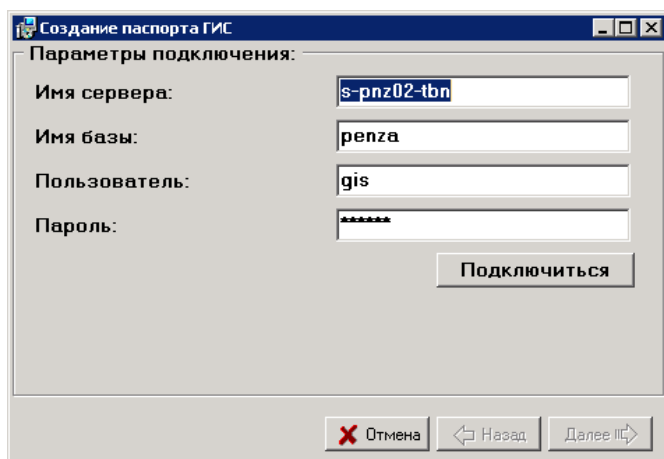 Создание паспорта ГИС
Параметры подключения:
Имя сервера: s-pnz02-tbn
Имя базы: penza
Пользователь: gis
Пароль: ******
Подключиться
Отмена Назад Далее